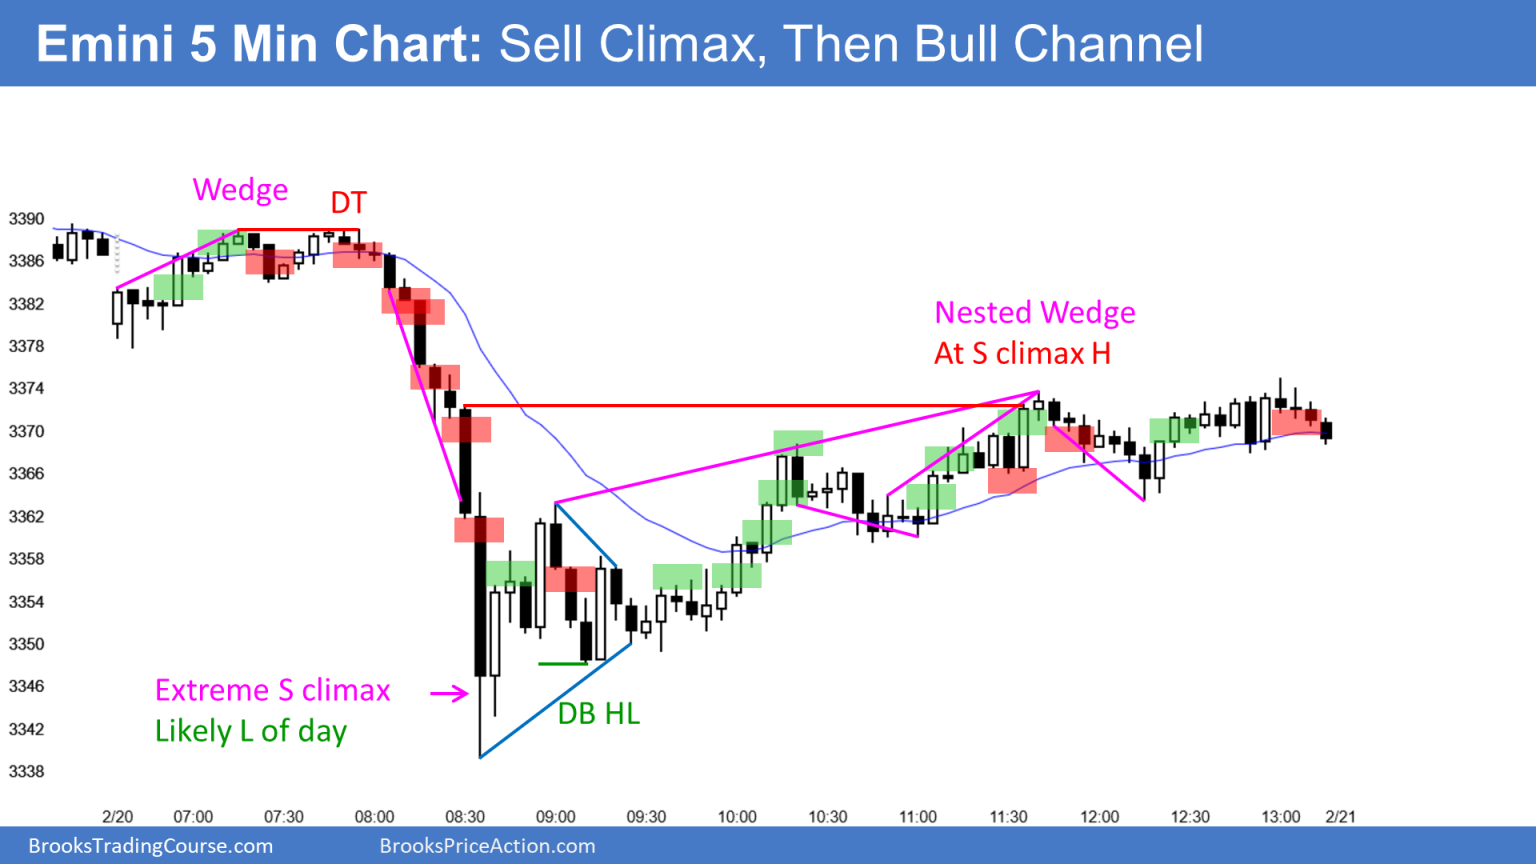 Emini 5 Min Chart: Sell Climax, Then Bull Channel
Wedge
DT
3390
3386
3382
3378
3374
3370
3366
3362
3358
3354
3350
3346
3342
3338
Nested Wedge
At S climax H
Extreme S climax
Likely L of day
DB HL
2/20 07:00 07:30 08:00 08:30 09:00 09:30 10:00 10:30 11:00 11:30 12:00 12:30 13:00 2/21
BrooksTradingCourse.com BrooksPriceAction.com